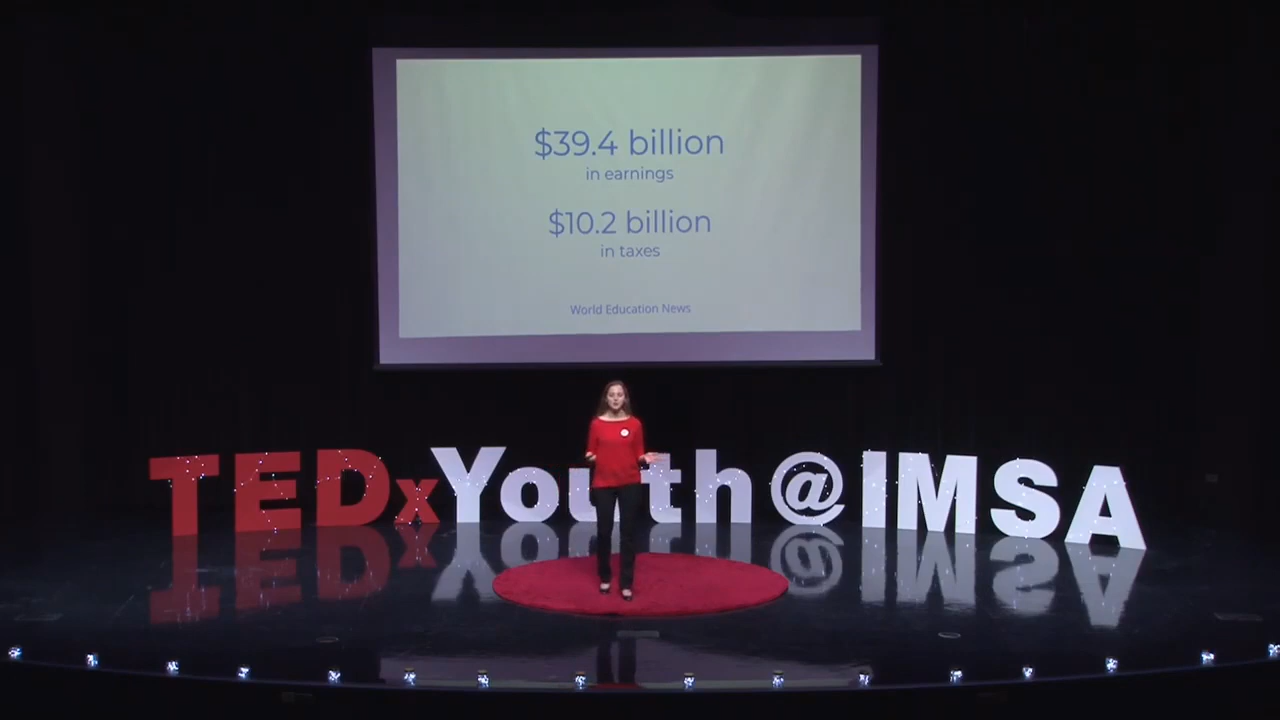 $39.4 billion
in earnings
$10.2 billion
in taxes
World Education News
TEDxYouth@IMSA